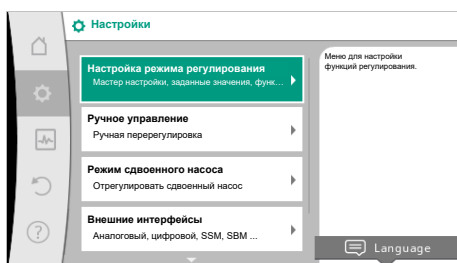 Настройки
Настройка режима регулирования
Мастер настройки, заданные значения, функ...
Ручное управление
Ручная перерегулировка
Режим сдвоенного насоса
Отрегулировать сдвоенный насос
Внешние интерфейсы
Аналоговый, цифровой, SSM, SBM ...
Меню для настройки
функций регулирования.
Language